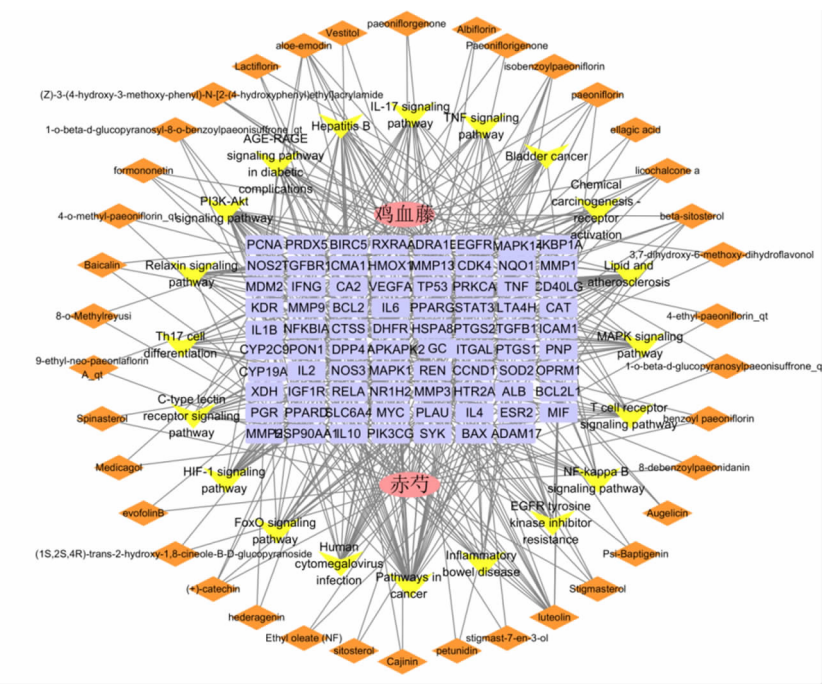 paeoniflorgenone
Vestitol
Albiflorin
aloe-emodin
Paeoniflorigenone
Lactiflorin
isobenzoylpaeoniflorin
(Z)-3-(4-hydroxy-3-methoxy-phenyl)-N-[2-(4-hydroxyphenyl)ethyl]acrylamide
paeoniflorin
IL-17 signaling
pathway
TNF signaling
pathway
Hepatitis B
1-o-beta-d-glucopyranosyl-8-o-benzoylpaeonisuffrone_qt
ellagic acid
AGE-RAGE
signaling pathway
in diabetic
complications
Bladder cancer
formononetin
licochalcone a
Chemical
carcinogenesis -
receptor
activation
PI3K-Akt
signaling pathway
鸡血藤
4-o-methyl-paeoniflorin_qt
beta-sitosterol
PCNA PRDX5 BIRC5 RXRA ADRA1B EGFR MAPK14 IKBP1A
3,7-dihydroxy-6-methoxy-dihydroflavonol
Baicalin
Relaxin signaling
pathway
Lipid and
atherosclerosis
NOS2 TGFBR1 CMA1 HMOX1 MMP13 CDK4 NQO1 MMP1
MDM2 IFNG CA2 VEGFA TP53 PRKCA TNF CD40LG
KDR MMP9 BCL2 IL6 PPARG STAT3 LTA4H CAT
8-o-Methylreyusi
4-ethyl-paeoniflorin_qt
IL1B NFKBIA CTSS DHFR HSPA8 PTGS2 TGFB1 ICAM1
Th17 cell
differentiation
MAPK signaling
pathway
CYP2C9 PON1 DPP4 APKAPK2 GC ITGAL PTGS1 PNP
9-ethyl-neo-paeoniaflorin
A_qt
1-o-beta-d-glucopyranosylpaeonisuffrone_q
CYP19A IL2 NOS3 MAPK1 REN CCND1 SOD2 OPRM1
XDH IGF1R RELA NR1H2 MMP3 HTR2A ALB BCL2L1
C-type lectin
receptor signaling
pathway
T cell receptor
signaling pathway
PGR PPARD SLC6A4 MYC PLAU IL4 ESR2 MIF
Spinasterol
benzoyl paeoniflorin
MMP2 HSP90AA1 IL10 PIK3CG SYK BAX ADAM17
Medicagol
8-debenzoylpaeonidanin
HIF-1 signaling
pathway
赤芍
NF-kappa B
signaling pathway
evofolinB
Augelicin
FoxO signaling
pathway
EGFR tyrosine
kinase inhibitor
resistance
(1S,2S,4R)-trans-2-hydroxy-1,8-cineole-B-D-glucopyranoside
Human
cytomegalovirus
infection
Pathways in
cancer
Inflammatory
bowel disease
Psi-Baptigenin
(+)-catechin
Stigmasterol
hederagenin
luteolin
Ethyl oleate (NF)
stigmast-7-en-3-ol
sitosterol
petunidin
Cajinin